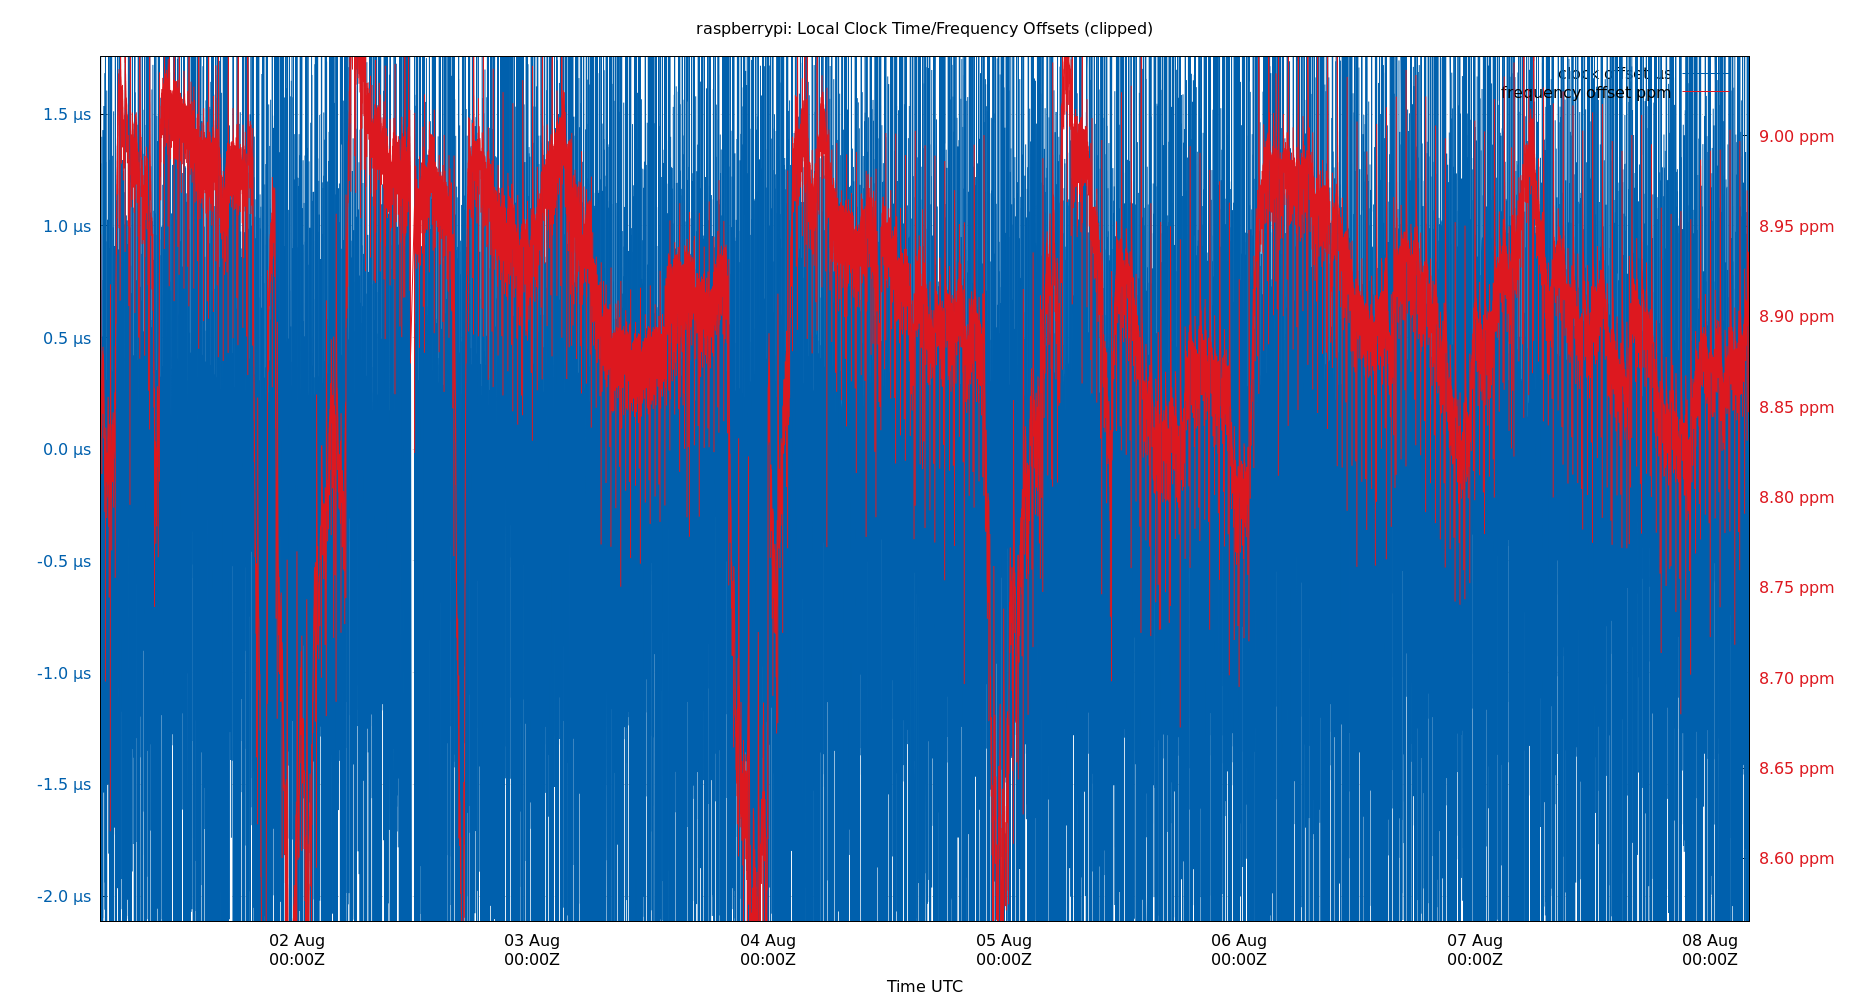 raspberrypi: Local Clock Time/Frequency Offsets (clipped)
clock offset µs
frequency offset ppm
1.5 µs
1.0 µs
0.5 µs
0.0 µs
-0.5 µs
-1.0 µs
-1.5 µs
-2.0 µs
9.00 ppm
8.95 ppm
8.90 ppm
8.85 ppm
8.80 ppm
8.75 ppm
8.70 ppm
8.65 ppm
8.60 ppm
02 Aug
00:00Z
03 Aug
00:00Z
04 Aug
00:00Z
05 Aug
00:00Z
06 Aug
00:00Z
07 Aug
00:00Z
08 Aug
00:00Z
Time UTC